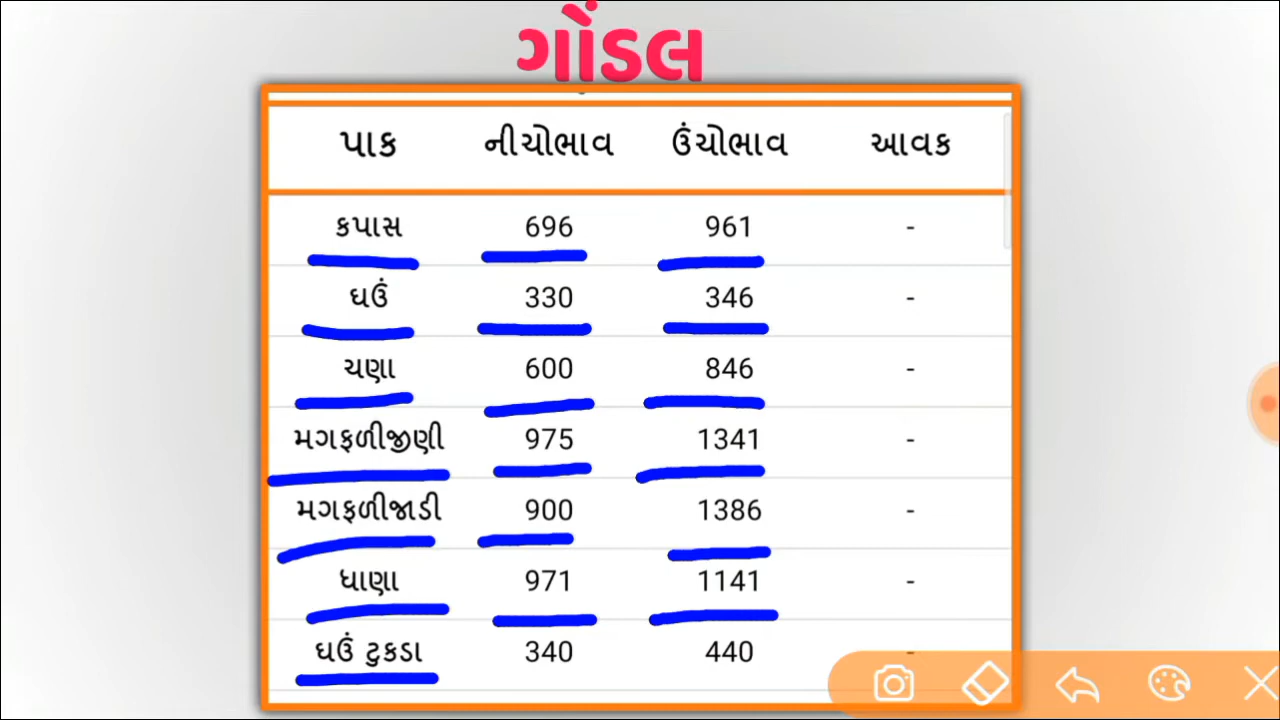 ગોંડલ
પાક નીચોભાવ ઉંચોભાવ આવક
કપાસ 696 961 -
ઘઉં 330 346 -
ચણા 600 846 -
મગફળીજીણી 975 1341 -
મગફળીજાડી 900 1386 -
ધાણા 971 1141 -
ઘઉં ટુકડા 340 440 -